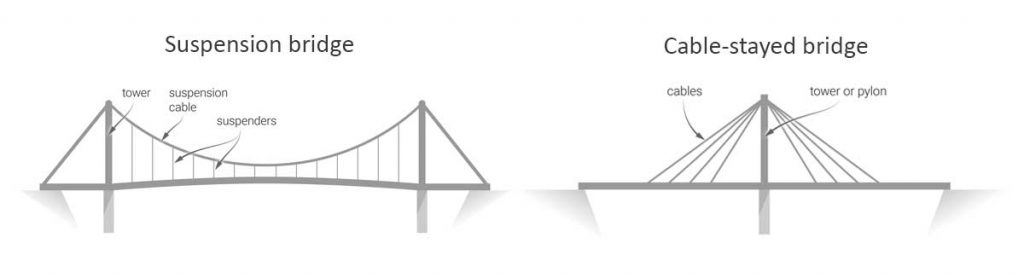 Suspension bridge
tower
suspension
cable
suspenders
Cable-stayed bridge
cables
tower or pylon